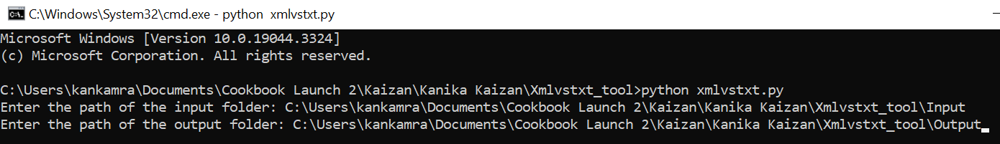 C:\Windows\System32\cmd.exe - python  xmlvstxt.py
Microsoft Windows [Version 10.0.19044.3324]
(c) Microsoft Corporation. All rights reserved.
C:\Users\kankamra\Documents\Cookbook Launch 2\Kaizan\Kanika Kaizan\Xmlvstxt_tool>python xmlvstxt.py
Enter the path of the input folder: C:\Users\kankamra\Documents\Cookbook Launch 2\Kaizan\Kanika Kaizan\Xmlvstxt_tool\Input
Enter the path of the output folder: C:\Users\kankamra\Documents\Cookbook Launch 2\Kaizan\Kanika Kaizan\Xmlvstxt_tool\Output